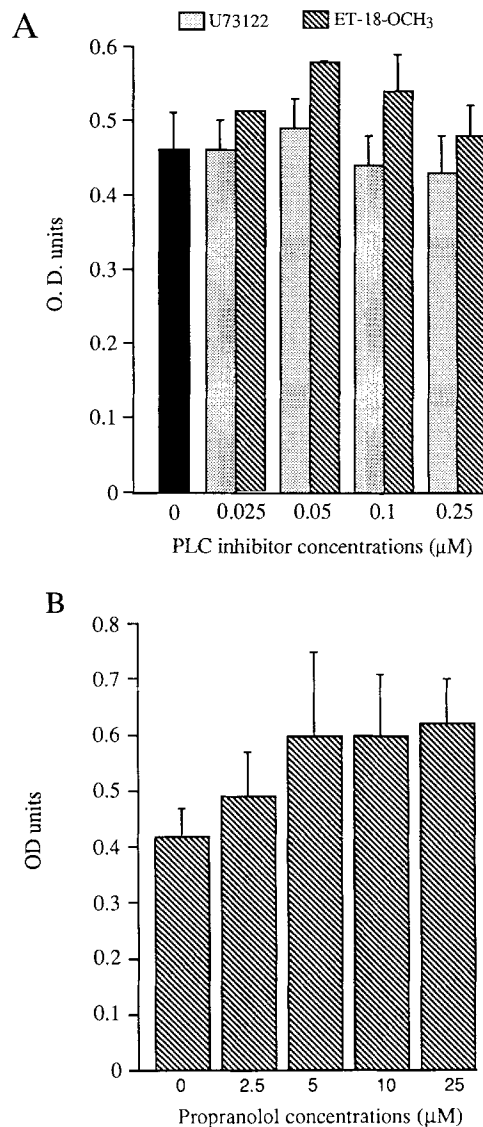 A
U73122
ET-18-OCH3
0.6
0.5
0.4
0.3
0.2
0.1
0
O. D. units
0 0.025 0.05 0.1 0.25
PLC inhibitor concentrations (μM)
B
0.8
0.7
0.6
0.5
0.4
0.3
0.2
0.1
0
OD units
0 2.5 5 10 25
Propranolol concentrations (μM)